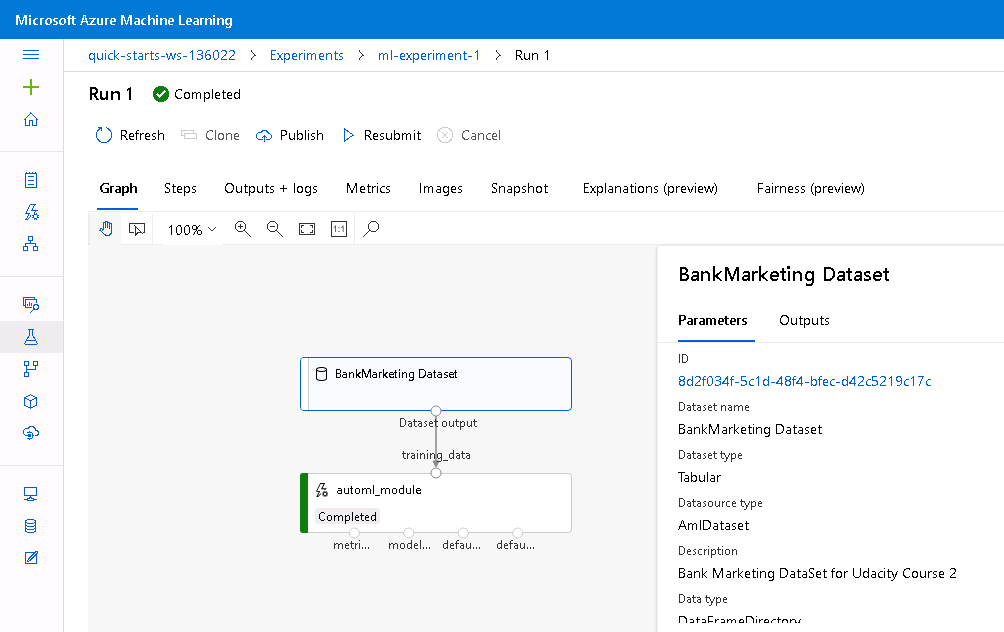 Microsoft Azure Machine Learning
quick-starts-ws-136022 > Experiments > ml-experiment-1 > Run 1
Run 1 Completed
Refresh Clone Publish Resubmit Cancel
Graph Steps Outputs + logs Metrics Images Snapshot Explanations (preview) Fairness (preview)
100% 1:1
BankMarketing Dataset
Dataset output
training_data
automl_module
Completed
metri... model... defau... defau...
BankMarketing Dataset
Parameters Outputs
ID
8d2f034f-5c1d-48f4-bfec-d42c5219c17c
Dataset name
BankMarketing Dataset
Dataset type
Tabular
Datasource type
AmlDataset
Description
Bank Marketing DataSet for Udacity Course 2
Data type
DataFrameDirectory